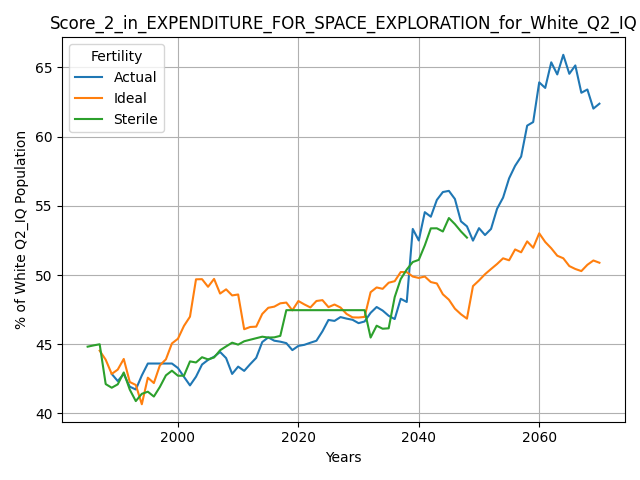 Score_2_in_EXPENDITURE_FOR_SPACE_EXPLORATION_for_White_Q2_IQ
Fertility
Actual
Ideal
Sterile
% of White Q2_IQ Population
65
60
55
50
45
40
2000
2020
2040
2060
Years